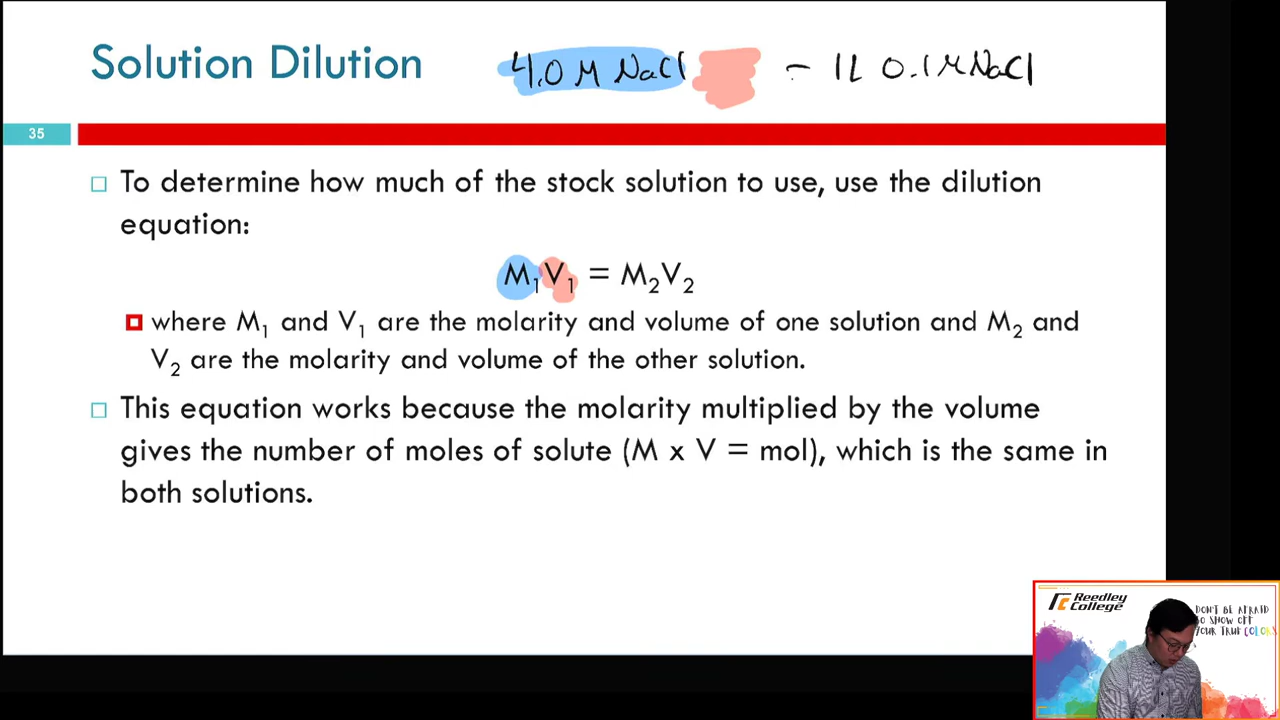 Solution Dilution
4.0 M NaCl – 1L 0.1 M NaCl
35
□ To determine how much of the stock solution to use, use the dilution
equation:
M₁V₁ = M₂V₂
where M₁ and V₁ are the molarity and volume of one solution and M₂ and
V₂ are the molarity and volume of the other solution.
□ This equation works because the molarity multiplied by the volume
gives the number of moles of solute (M x V = mol), which is the same in
both solutions.
Reedley
College
DON'T BE AFRAID
TO SHOW OFF
YOUR TRUE COLORS